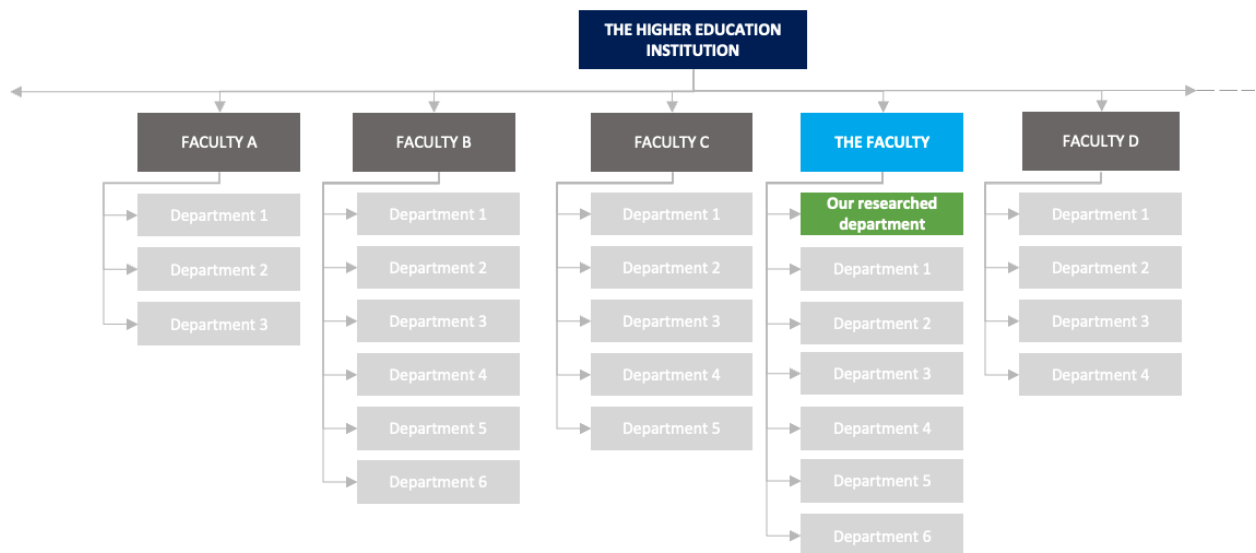 THE HIGHER EDUCATION
INSTITUTION
FACULTY A
Department 1
Department 2
Department 3
FACULTY B
Department 1
Department 2
Department 3
Department 4
Department 5
Department 6
FACULTY C
Department 1
Department 2
Department 3
Department 4
Department 5
THE FACULTY
Our researched
department
Department 1
Department 2
Department 3
Department 4
Department 5
Department 6
FACULTY D
Department 1
Department 2
Department 3
Department 4